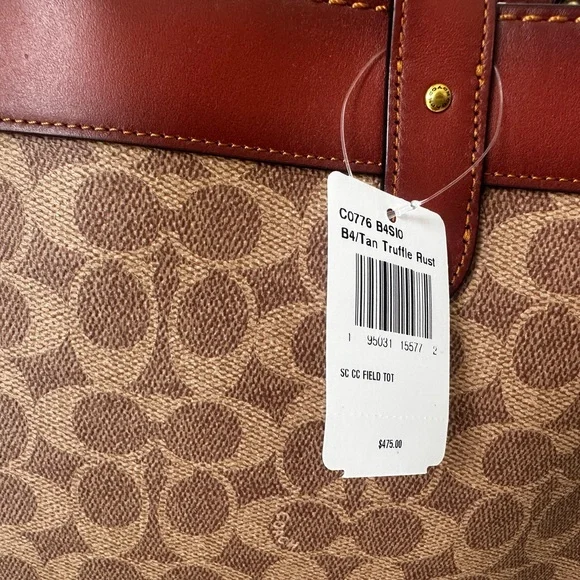 C0776 B4SI0
B4/Tan Truffle Rust
1 95031 15577 2
SC CC FIELD TOT
$475.00